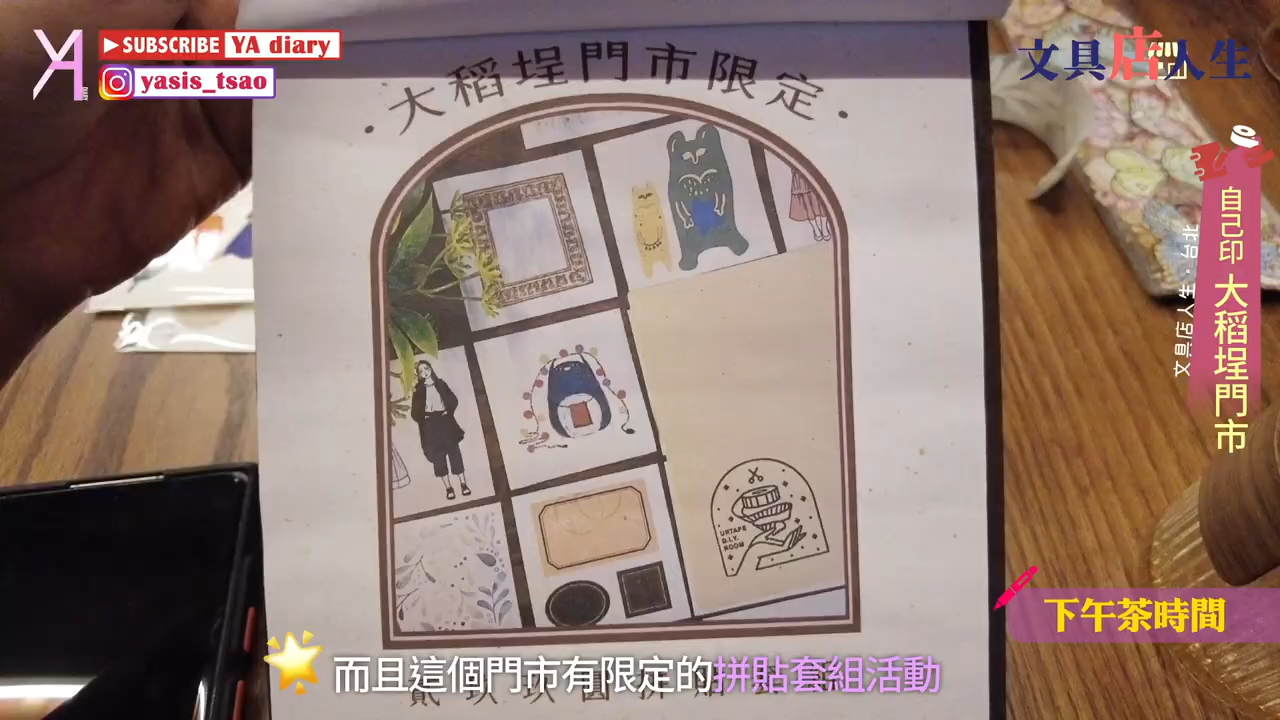 YA
SUBSCRIBE YA diary
yasis_tsao
文具店人生
大稻埕門市限定
自己印 大稻埕門市
文具店人生·台北
URTAPE
D.I.Y.
ROOM
下午茶時間
而且這個門市有限定的拼貼套組活動